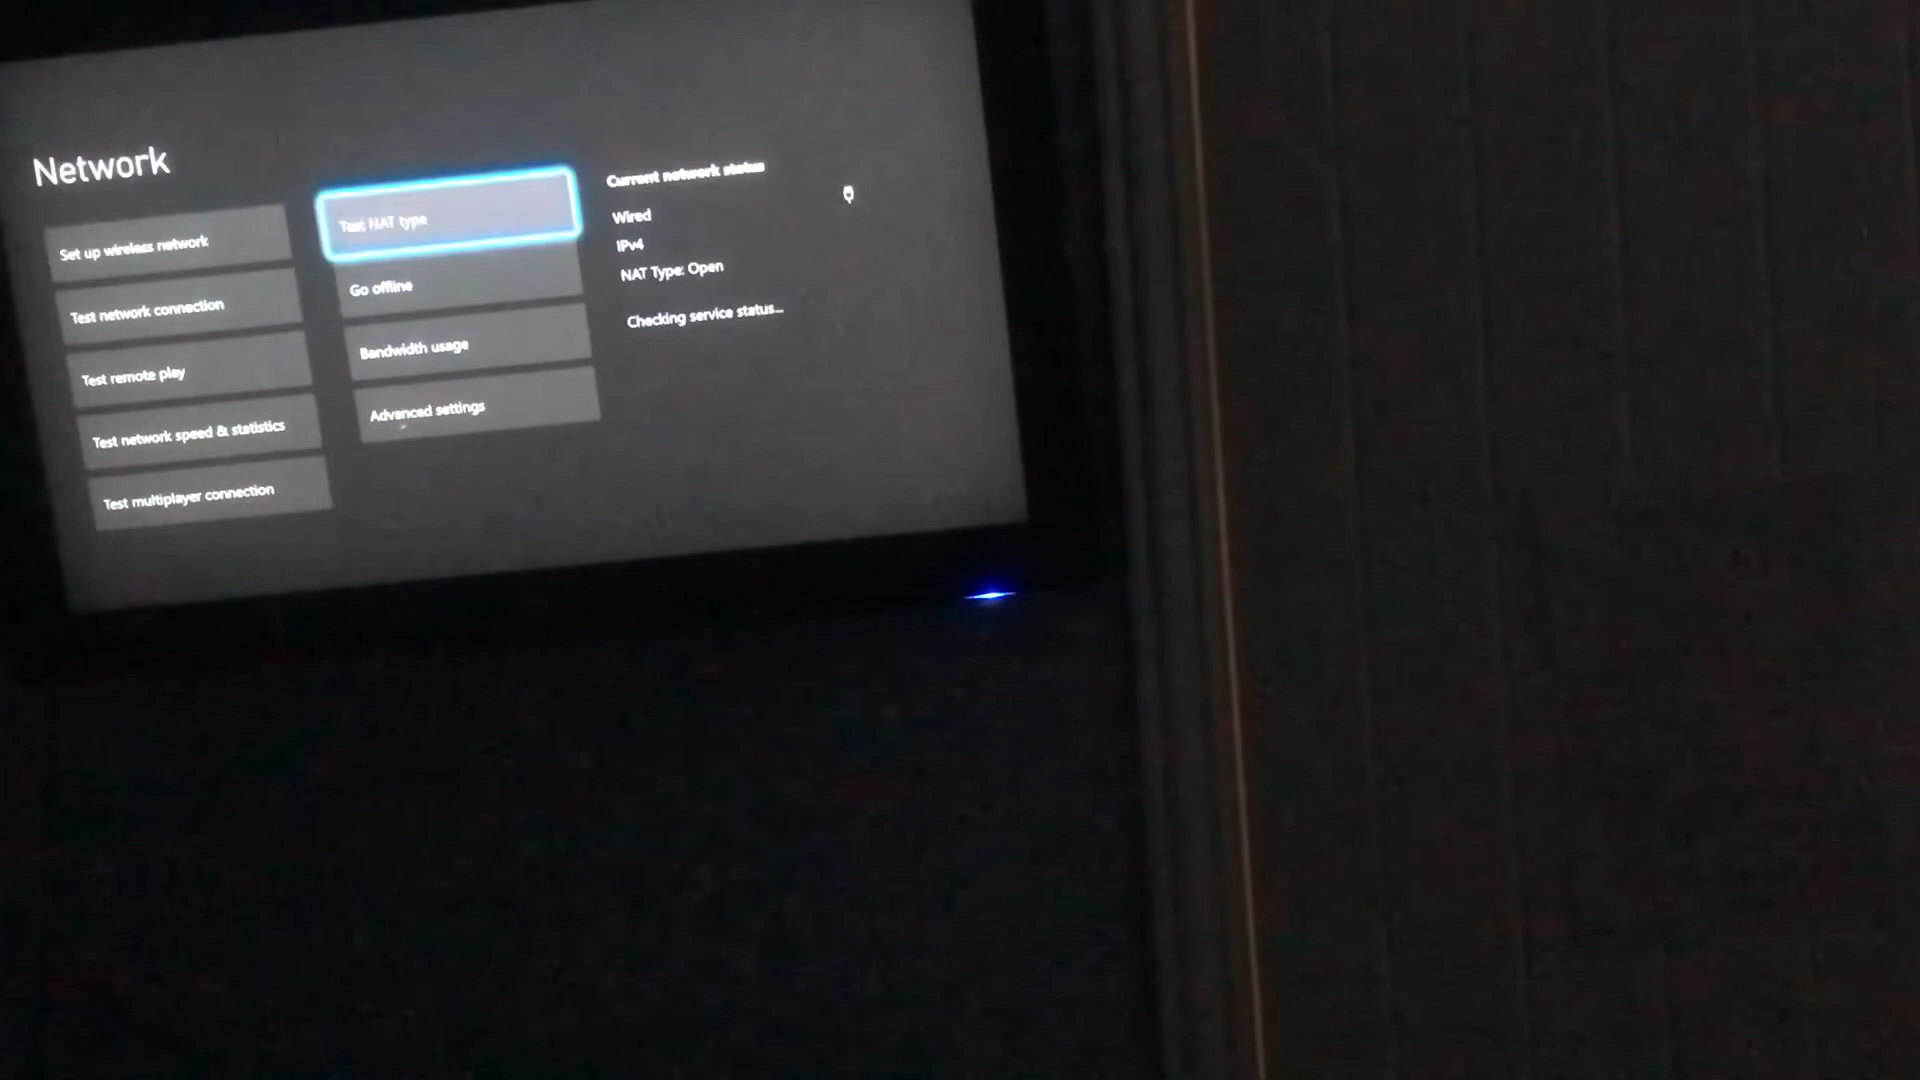 Network
Set up wireless network
Test network connection
Test remote play
Test network speed & statistics
Test multiplayer connection
Test NAT type
Go offline
Bandwidth usage
Advanced settings
Current network status
Wired
IPv4
NAT Type: Open
Checking service status...